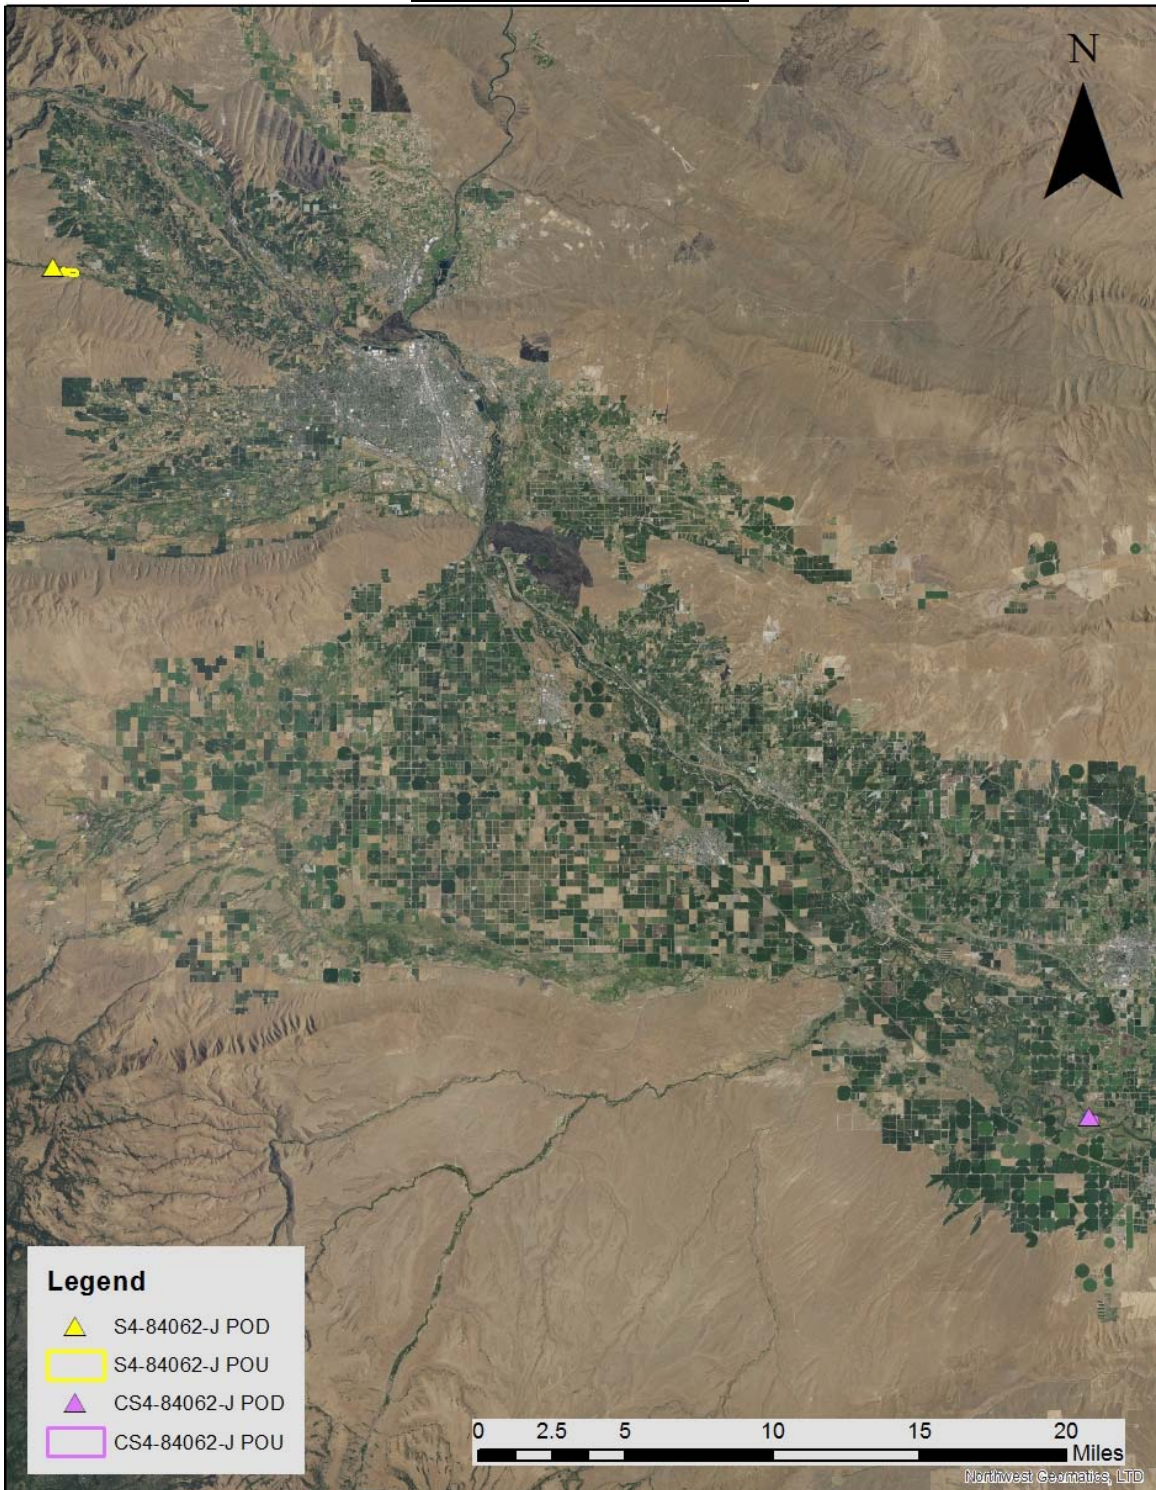 N
Legend
S4-84062-J POD
S4-84062-J POU
CS4-84062-J POD
CS4-84062-J POU
0 2.5 5 10 15 20
Miles
Northwest Geomatics, LTD